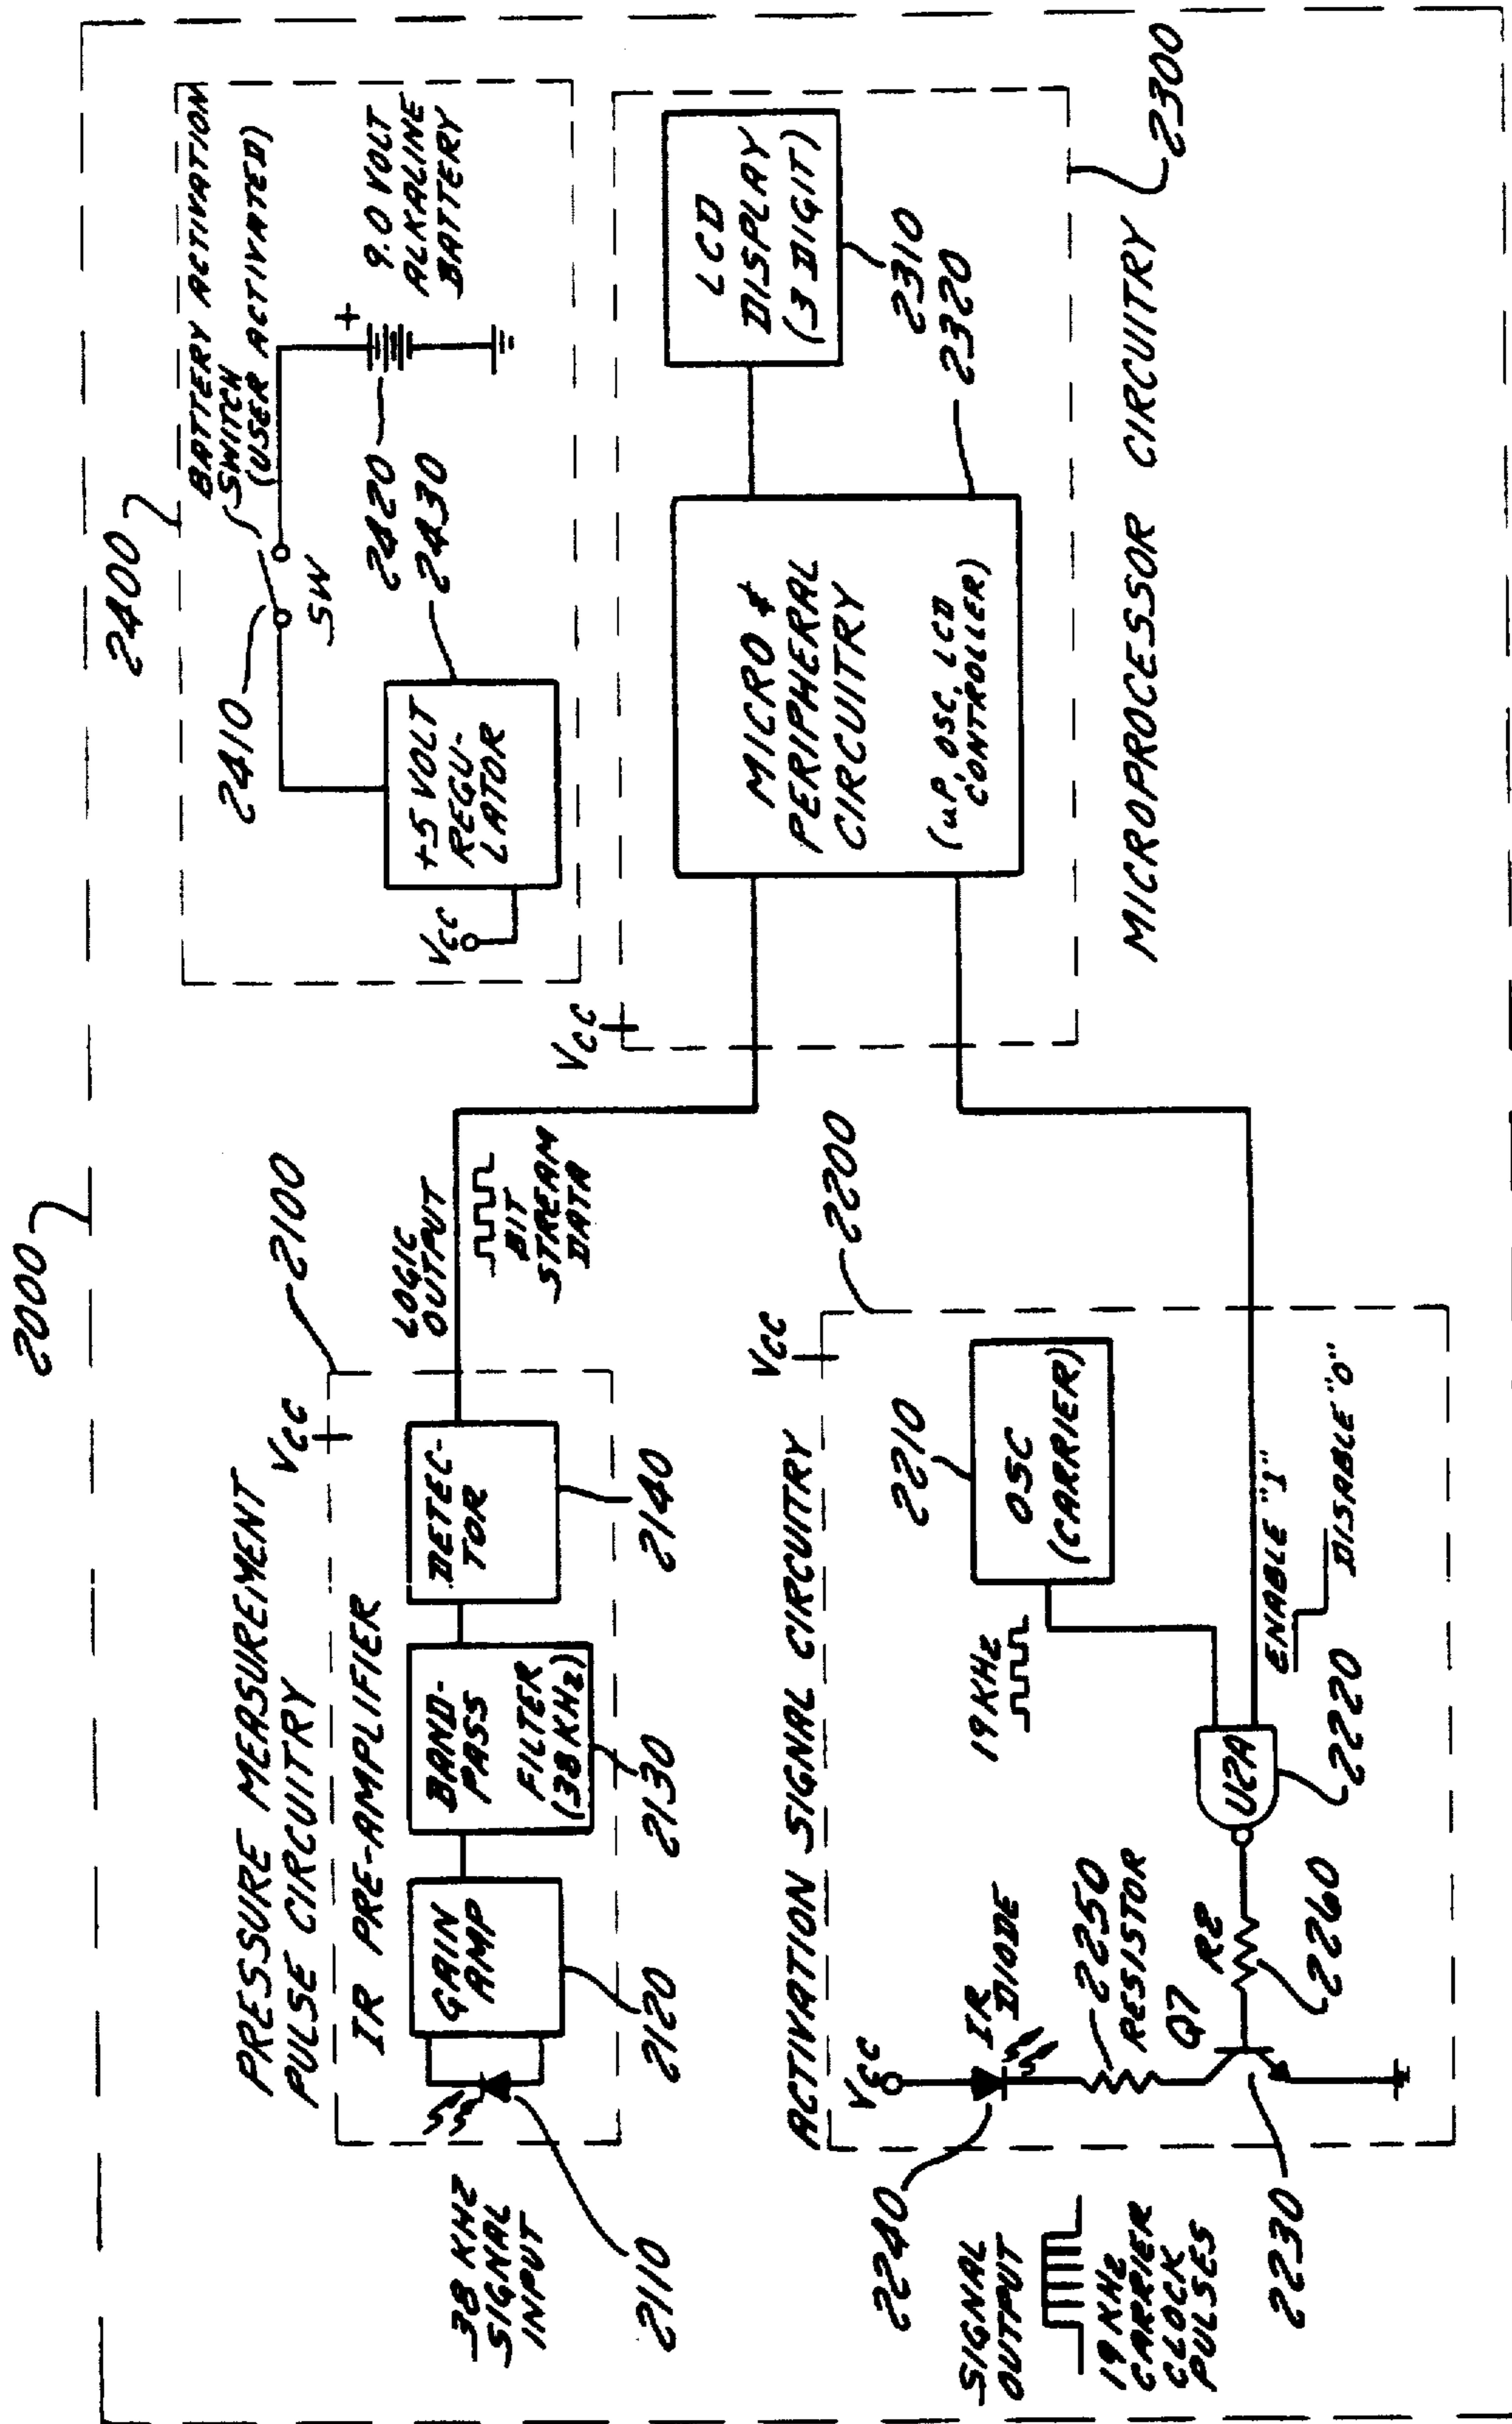 2000
2100
PRESSURE MEASUREMENT
PULSE CIRCUITRY
VCC
IR PRE-AMPLIFIER
38 KHZ
SIGNAL
INPUT
2110
GAIN
AMP
2120
BAND-
PASS
FILTER
(38 KHz)
2130
DETEC-
TOR
2140
LOGIC
OUTPUT
BIT
STREAM
DATA
2400
BATTERY ACTIVATION
SWITCH
(USER ACTIVATED)
2410
SW
9.0 VOLT
ALKALINE
BATTERY
+
2420
2430
+5 VOLT
REGU-
LATOR
VCC
VCC
MICRO &
PERIPHERAL
CIRCUITRY
(uP, OSC, LCD
CONTROLLER)
LCD
DISPLAY
(3 DIGIT)
2310
2320
MICROPROCESSOR CIRCUITRY
2300
2200
ACTIVATION SIGNAL CIRCUITRY
VCC
VCC
2240
IR
DIODE
2250
RESISTOR
Q7
R2
2260
2230
SIGNAL
OUTPUT
19 KHz
CARRIER
CLOCK
PULSES
19 KHz
2210
OSC
(CARRIER)
U2A
2220
ENABLE "1"
DISABLE "0"